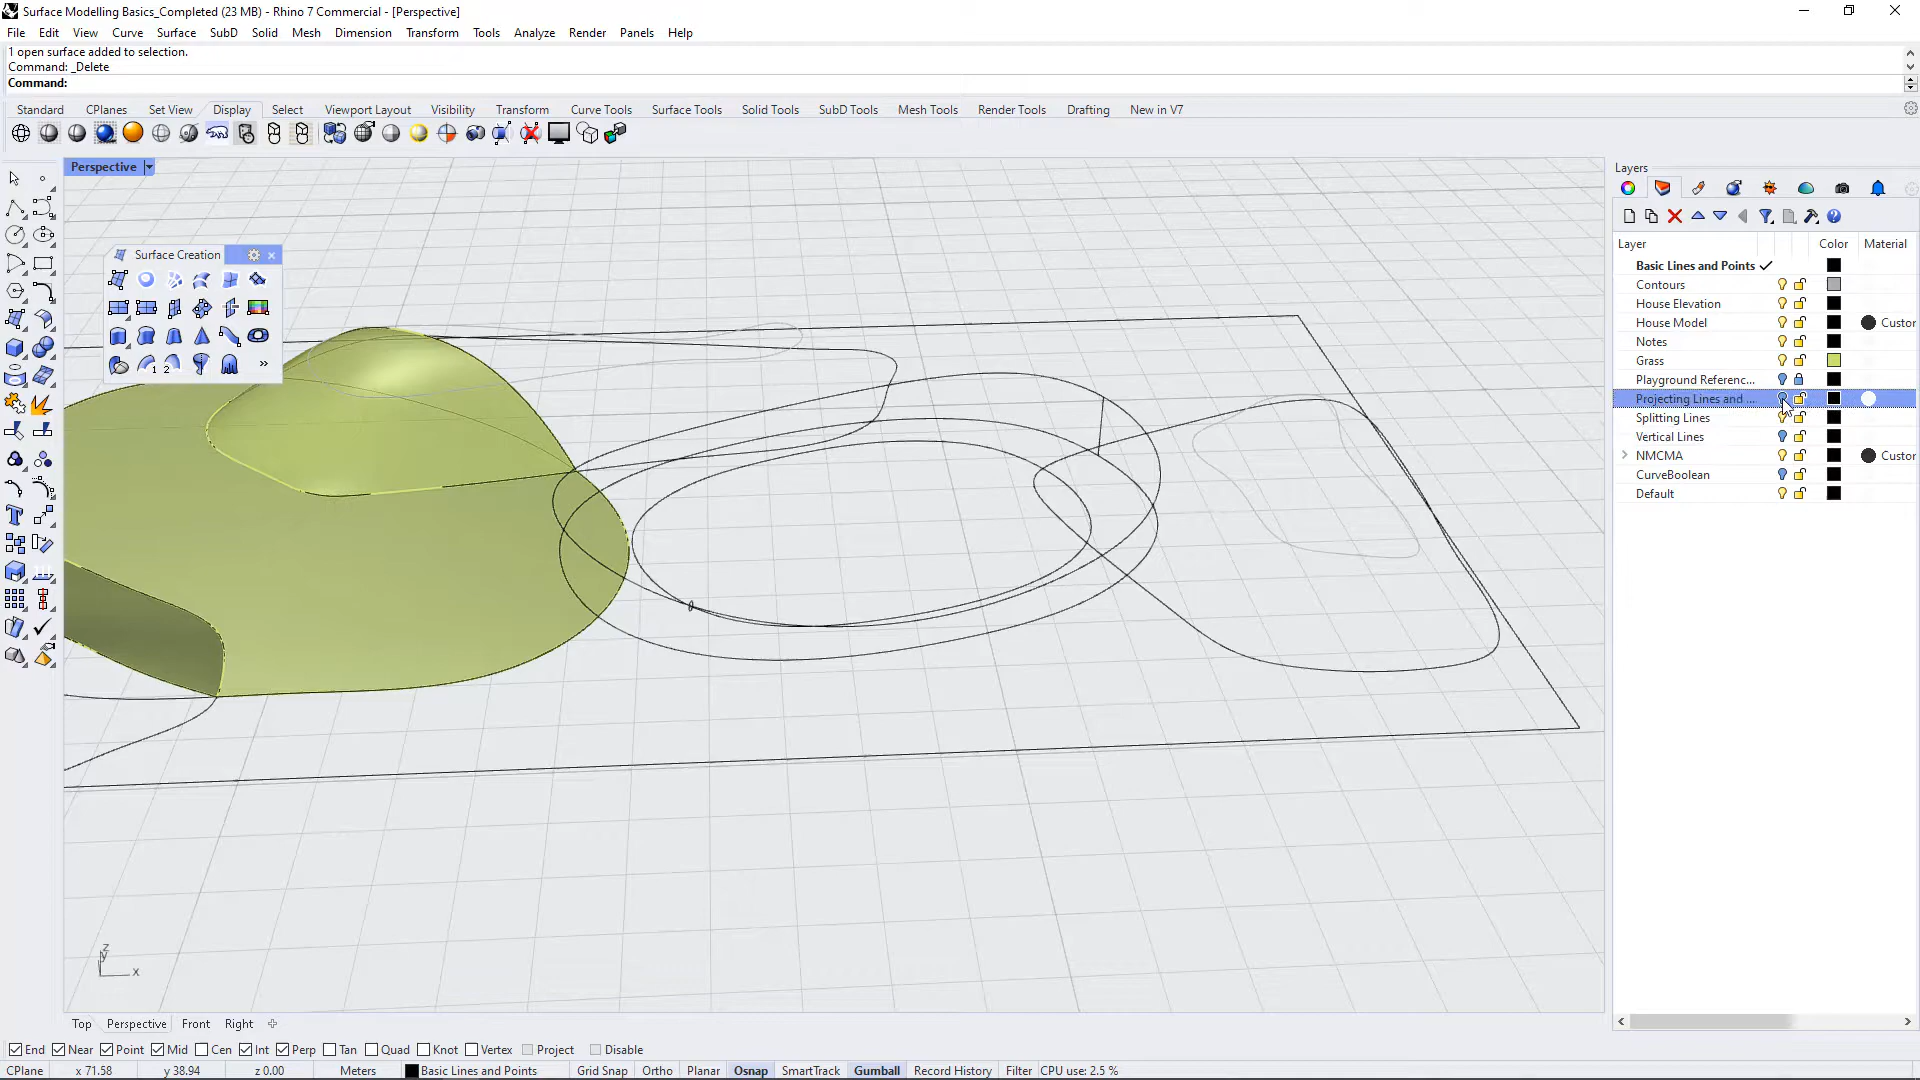 Surface Modelling Basics_Completed (23 MB) - Rhino 7 Commercial - [Perspective]
File Edit View Curve Surface SubD Solid Mesh Dimension Transform Tools Analyze Render Panels Help
1 open surface added to selection.
Command: _Delete
Command:
Standard CPlanes Set View Display Select Viewport Layout Visibility Transform Curve Tools Surface Tools Solid Tools SubD Tools Mesh Tools Render Tools Drafting New in V7
Perspective
Surface Creation
1 2 »
Layers
Layer Color Material
Basic Lines and Points
Contours
House Elevation
House Model Custor
Notes
Grass
Playground Referenc...
Projecting Lines and ...
Splitting Lines
Vertical Lines
NMCMA Custor
CurveBoolean
Default
z
y
x
Top Perspective Front Right
End Near Point Mid Cen Int Perp Tan Quad Knot Vertex Project Disable
CPlane x 71.58 y 38.94 z 0.00 Meters Basic Lines and Points Grid Snap Ortho Planar Osnap SmartTrack Gumball Record History Filter CPU use: 2.5 %